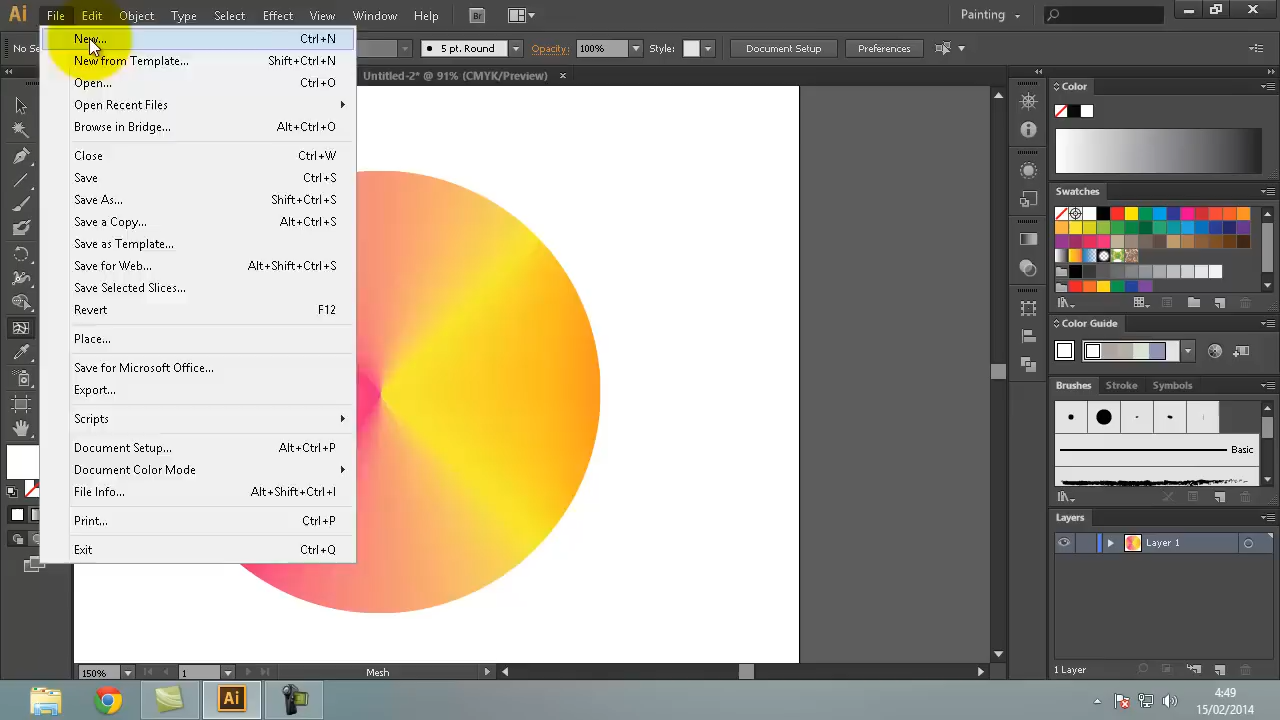 Ai File Edit Object Type Select Effect View Window Help Br Painting
5 pt. Round Opacity: 100% Style: Document Setup Preferences
Untitled-2* @ 91% (CMYK/Preview)
New... Ctrl+N
New from Template... Shift+Ctrl+N
Open... Ctrl+O
Open Recent Files
Browse in Bridge... Alt+Ctrl+O
Close Ctrl+W
Save Ctrl+S
Save As... Shift+Ctrl+S
Save a Copy... Alt+Ctrl+S
Save as Template...
Save for Web... Alt+Shift+Ctrl+S
Save Selected Slices...
Revert F12
Place...
Save for Microsoft Office...
Export...
Scripts
Document Setup... Alt+Ctrl+P
Document Color Mode
File Info... Alt+Shift+Ctrl+I
Print... Ctrl+P
Exit Ctrl+Q
Color
Swatches
Color Guide
Brushes Stroke Symbols
Basic
Layers
Layer 1
1 Layer
150% 1 Mesh
Ai
4:49
15/02/2014